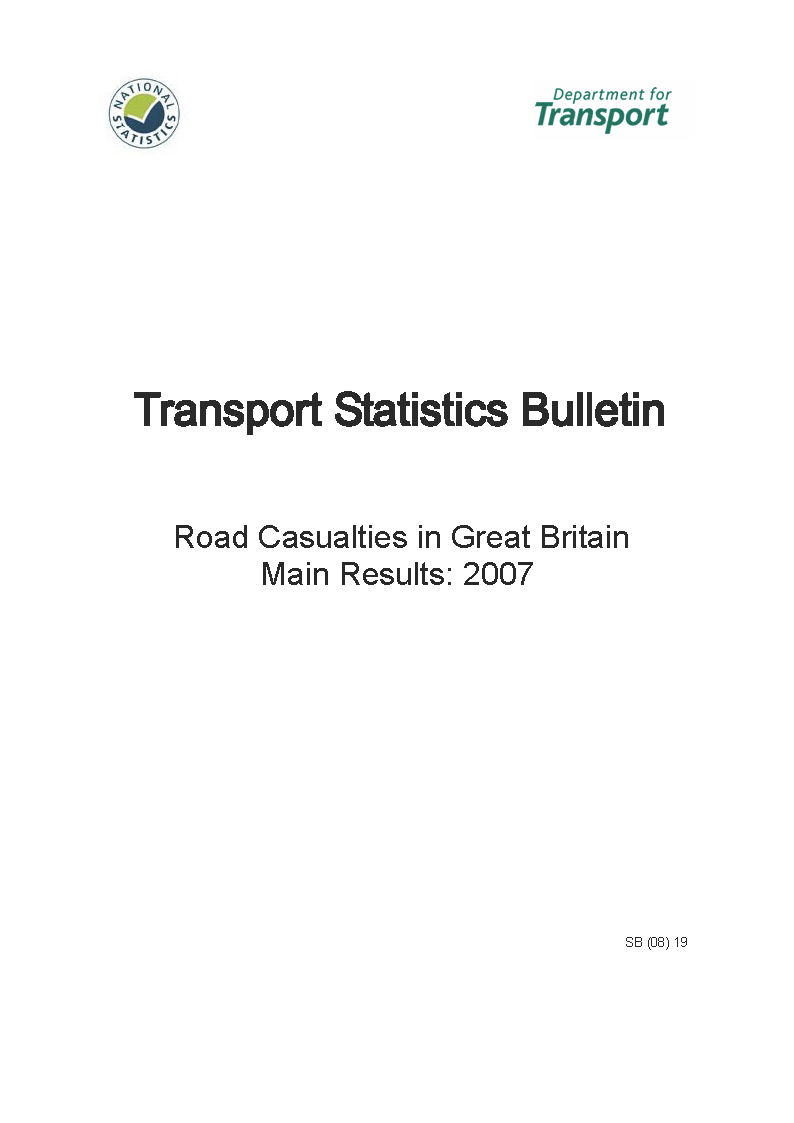 NATIONAL
STATISTICS
Department for
Transport
Transport Statistics Bulletin
Road Casualties in Great Britain
Main Results: 2007
SB (08) 19